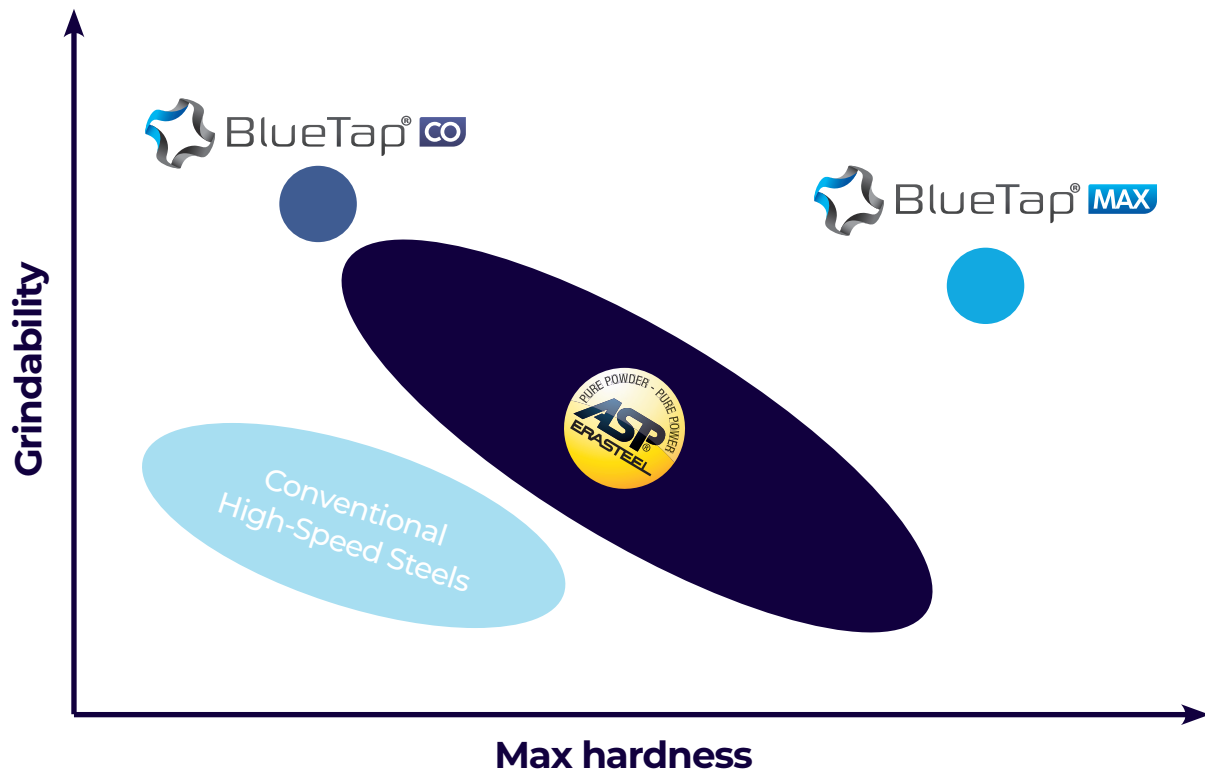 BlueTap® CO
BlueTap® MAX
Grindability
PURE POWDER - PURE POWER
ASP®
ERASTEEL
Conventional
High-Speed Steels
Max hardness